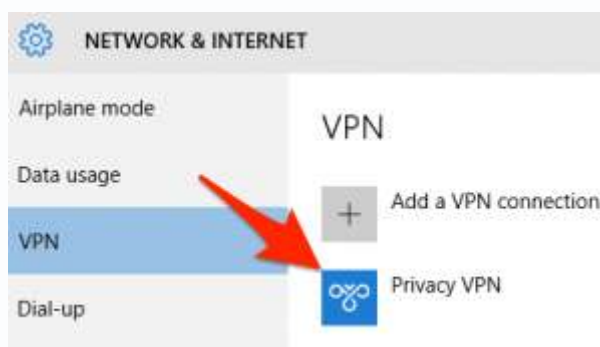 NETWORK & INTERNET
Airplane mode
Data usage
VPN
Dial-up
VPN
Add a VPN connection
Privacy VPN